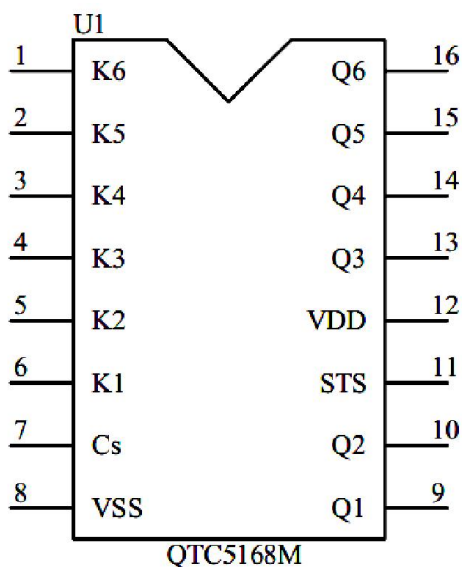 U1
1 K6 Q6 16
2 K5 Q5 15
3 K4 Q4 14
4 K3 Q3 13
5 K2 VDD 12
6 K1 STS 11
7 Cs Q2 10
8 VSS Q1 9
QTC5168M